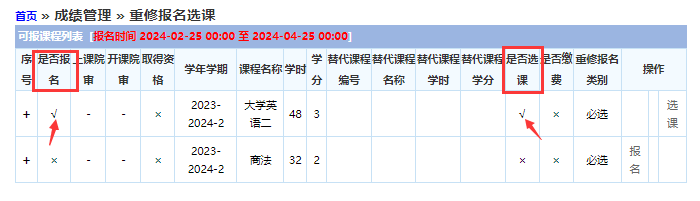 首页 » 成绩管理 » 重修报名选课
可报课程列表 [报名时间 2024-02-25 00:00 至 2024-04-25 00:00]
序号 是否报名 上课院审 开课院审 取得资格 学年学期 课程名称 学时 学分 替代课程编号 替代课程名称 替代课程学时 替代课程学分 是否选课 是否缴费 重修报名类别 操作
+ √ - - × 2023-2024-2 大学英语二 48 3 √ × 必选 选课
+ × - - × 2023-2024-2 商法 32 2 × × 必选 报名